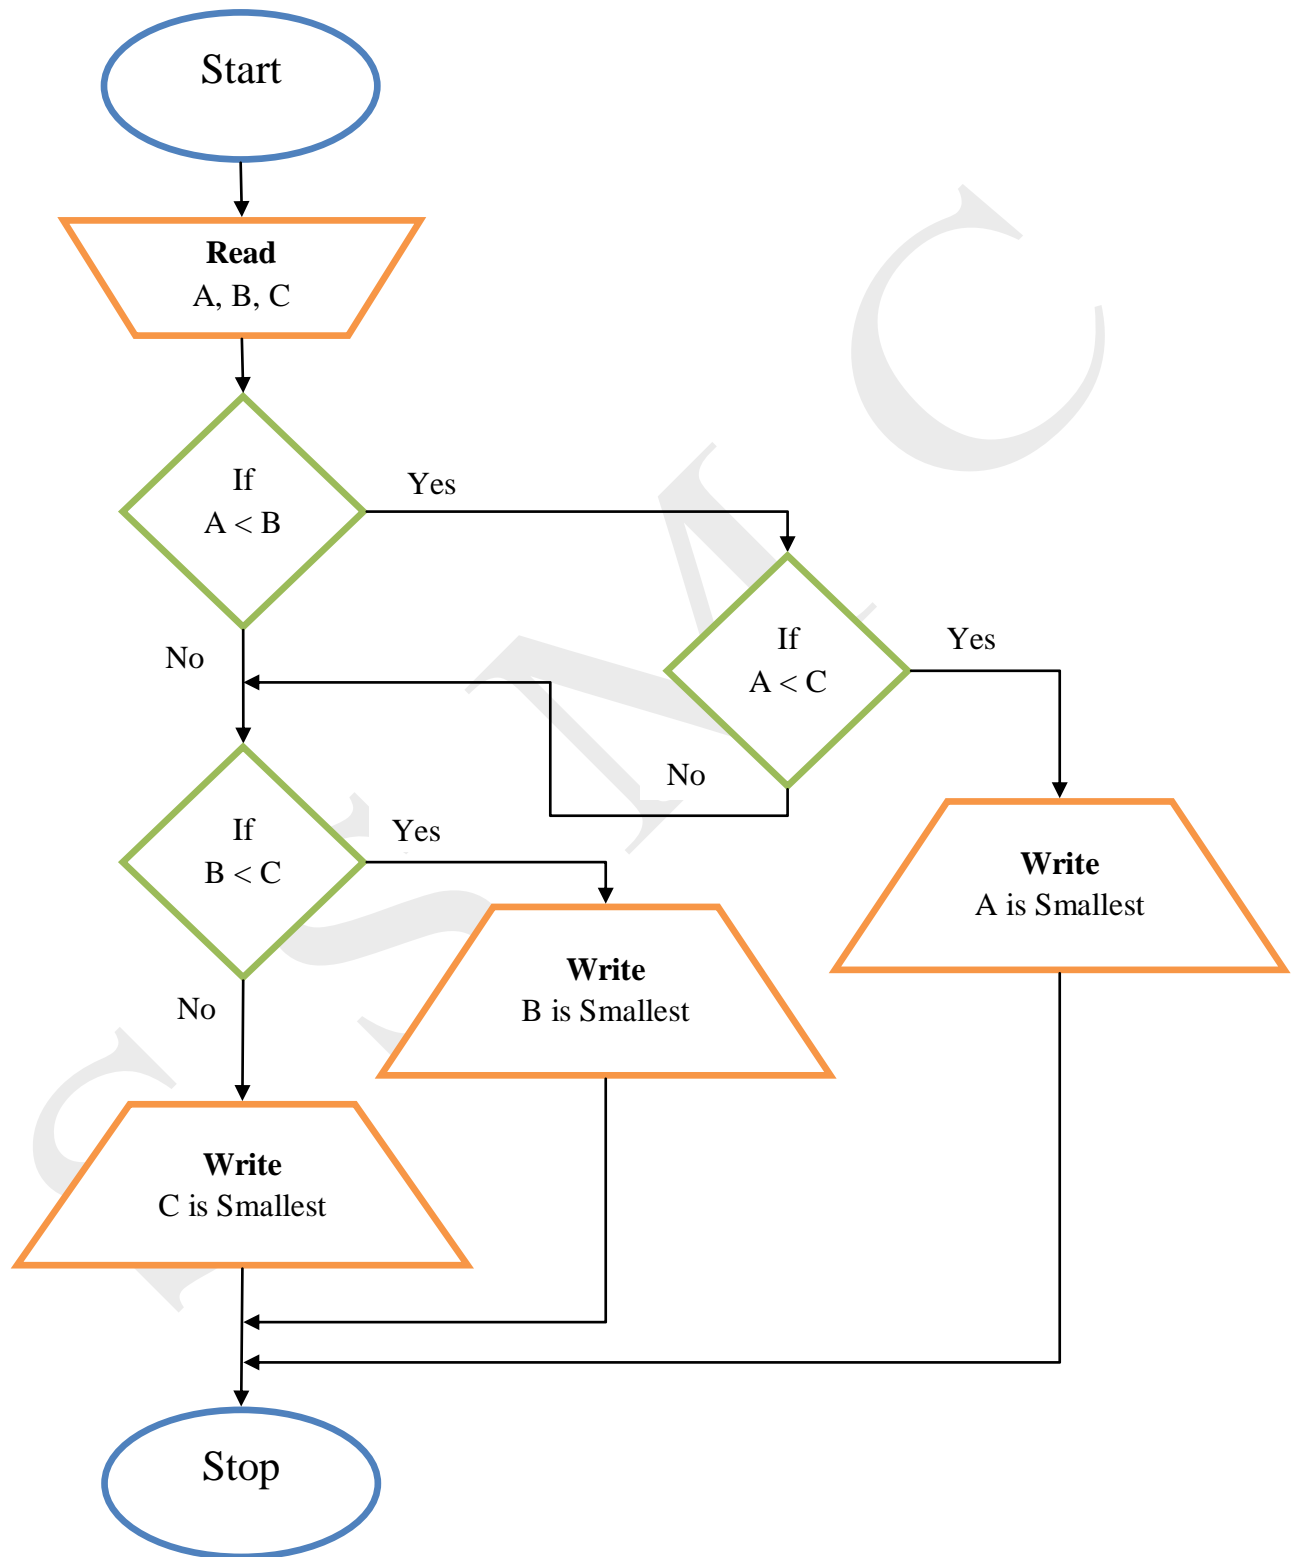 Start
Read
A, B, C
If
A < B
Yes
No
If
A < C
Yes
No
If
B < C
Yes
No
Write
A is Smallest
Write
B is Smallest
Write
C is Smallest
Stop